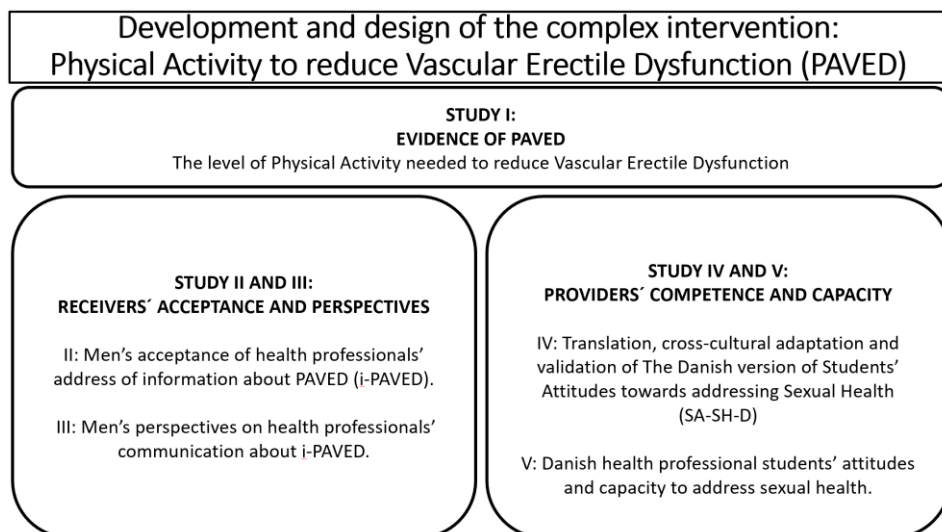 Development and design of the complex intervention:
Physical Activity to reduce Vascular Erectile Dysfunction (PAVED)
STUDY I:
EVIDENCE OF PAVED
The level of Physical Activity needed to reduce Vascular Erectile Dysfunction
STUDY II AND III:
RECEIVERS´ ACCEPTANCE AND PERSPECTIVES
II: Men’s acceptance of health professionals’
address of information about PAVED (i-PAVED).
III: Men’s perspectives on health professionals’
communication about i-PAVED.
STUDY IV AND V:
PROVIDERS´ COMPETENCE AND CAPACITY
IV: Translation, cross-cultural adaptation and
validation of The Danish version of Students’
Attitudes towards addressing Sexual Health
(SA-SH-D)
V: Danish health professional students’ attitudes
and capacity to address sexual health.